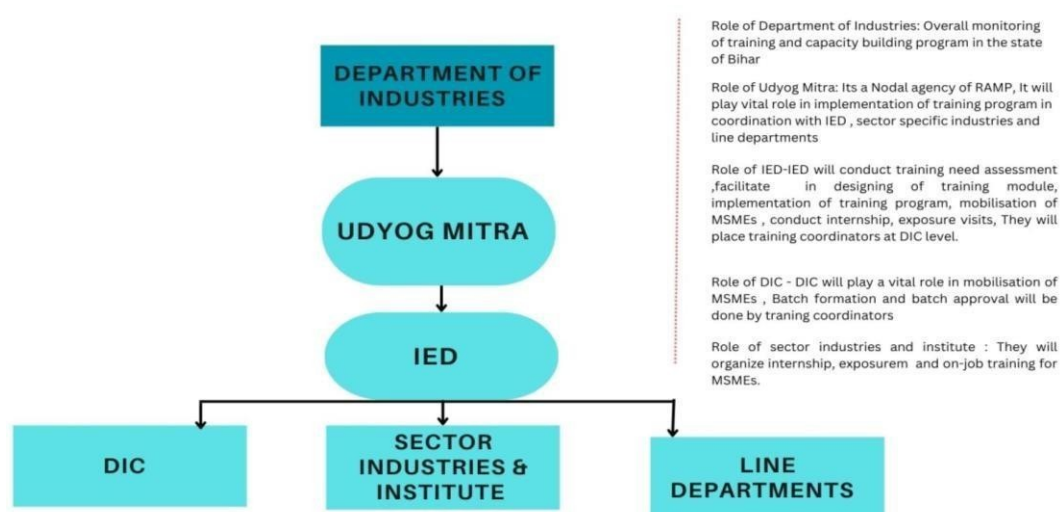 DEPARTMENT OF
INDUSTRIES
UDYOG MITRA
IED
DIC
SECTOR
INDUSTRIES &
INSTITUTE
LINE
DEPARTMENTS
Role of Department of Industries: Overall monitoring
of training and capacity building program in the state
of Bihar
Role of Udyog Mitra: Its a Nodal agency of RAMP, It will
play vital role in implementation of training program in
coordination with IED , sector specific industries and
line departments
Role of IED-IED will conduct training need assessment
,facilitate in designing of training module,
implementation of training program, mobilisation of
MSMEs , conduct internship, exposure visits, They will
place training coordinators at DIC level.
Role of DIC - DIC will play a vital role in mobilisation of
MSMEs , Batch formation and batch approval will be
done by traning coordinators
Role of sector industries and institute : They will
organize internship, exposurem and on-job training for
MSMEs.